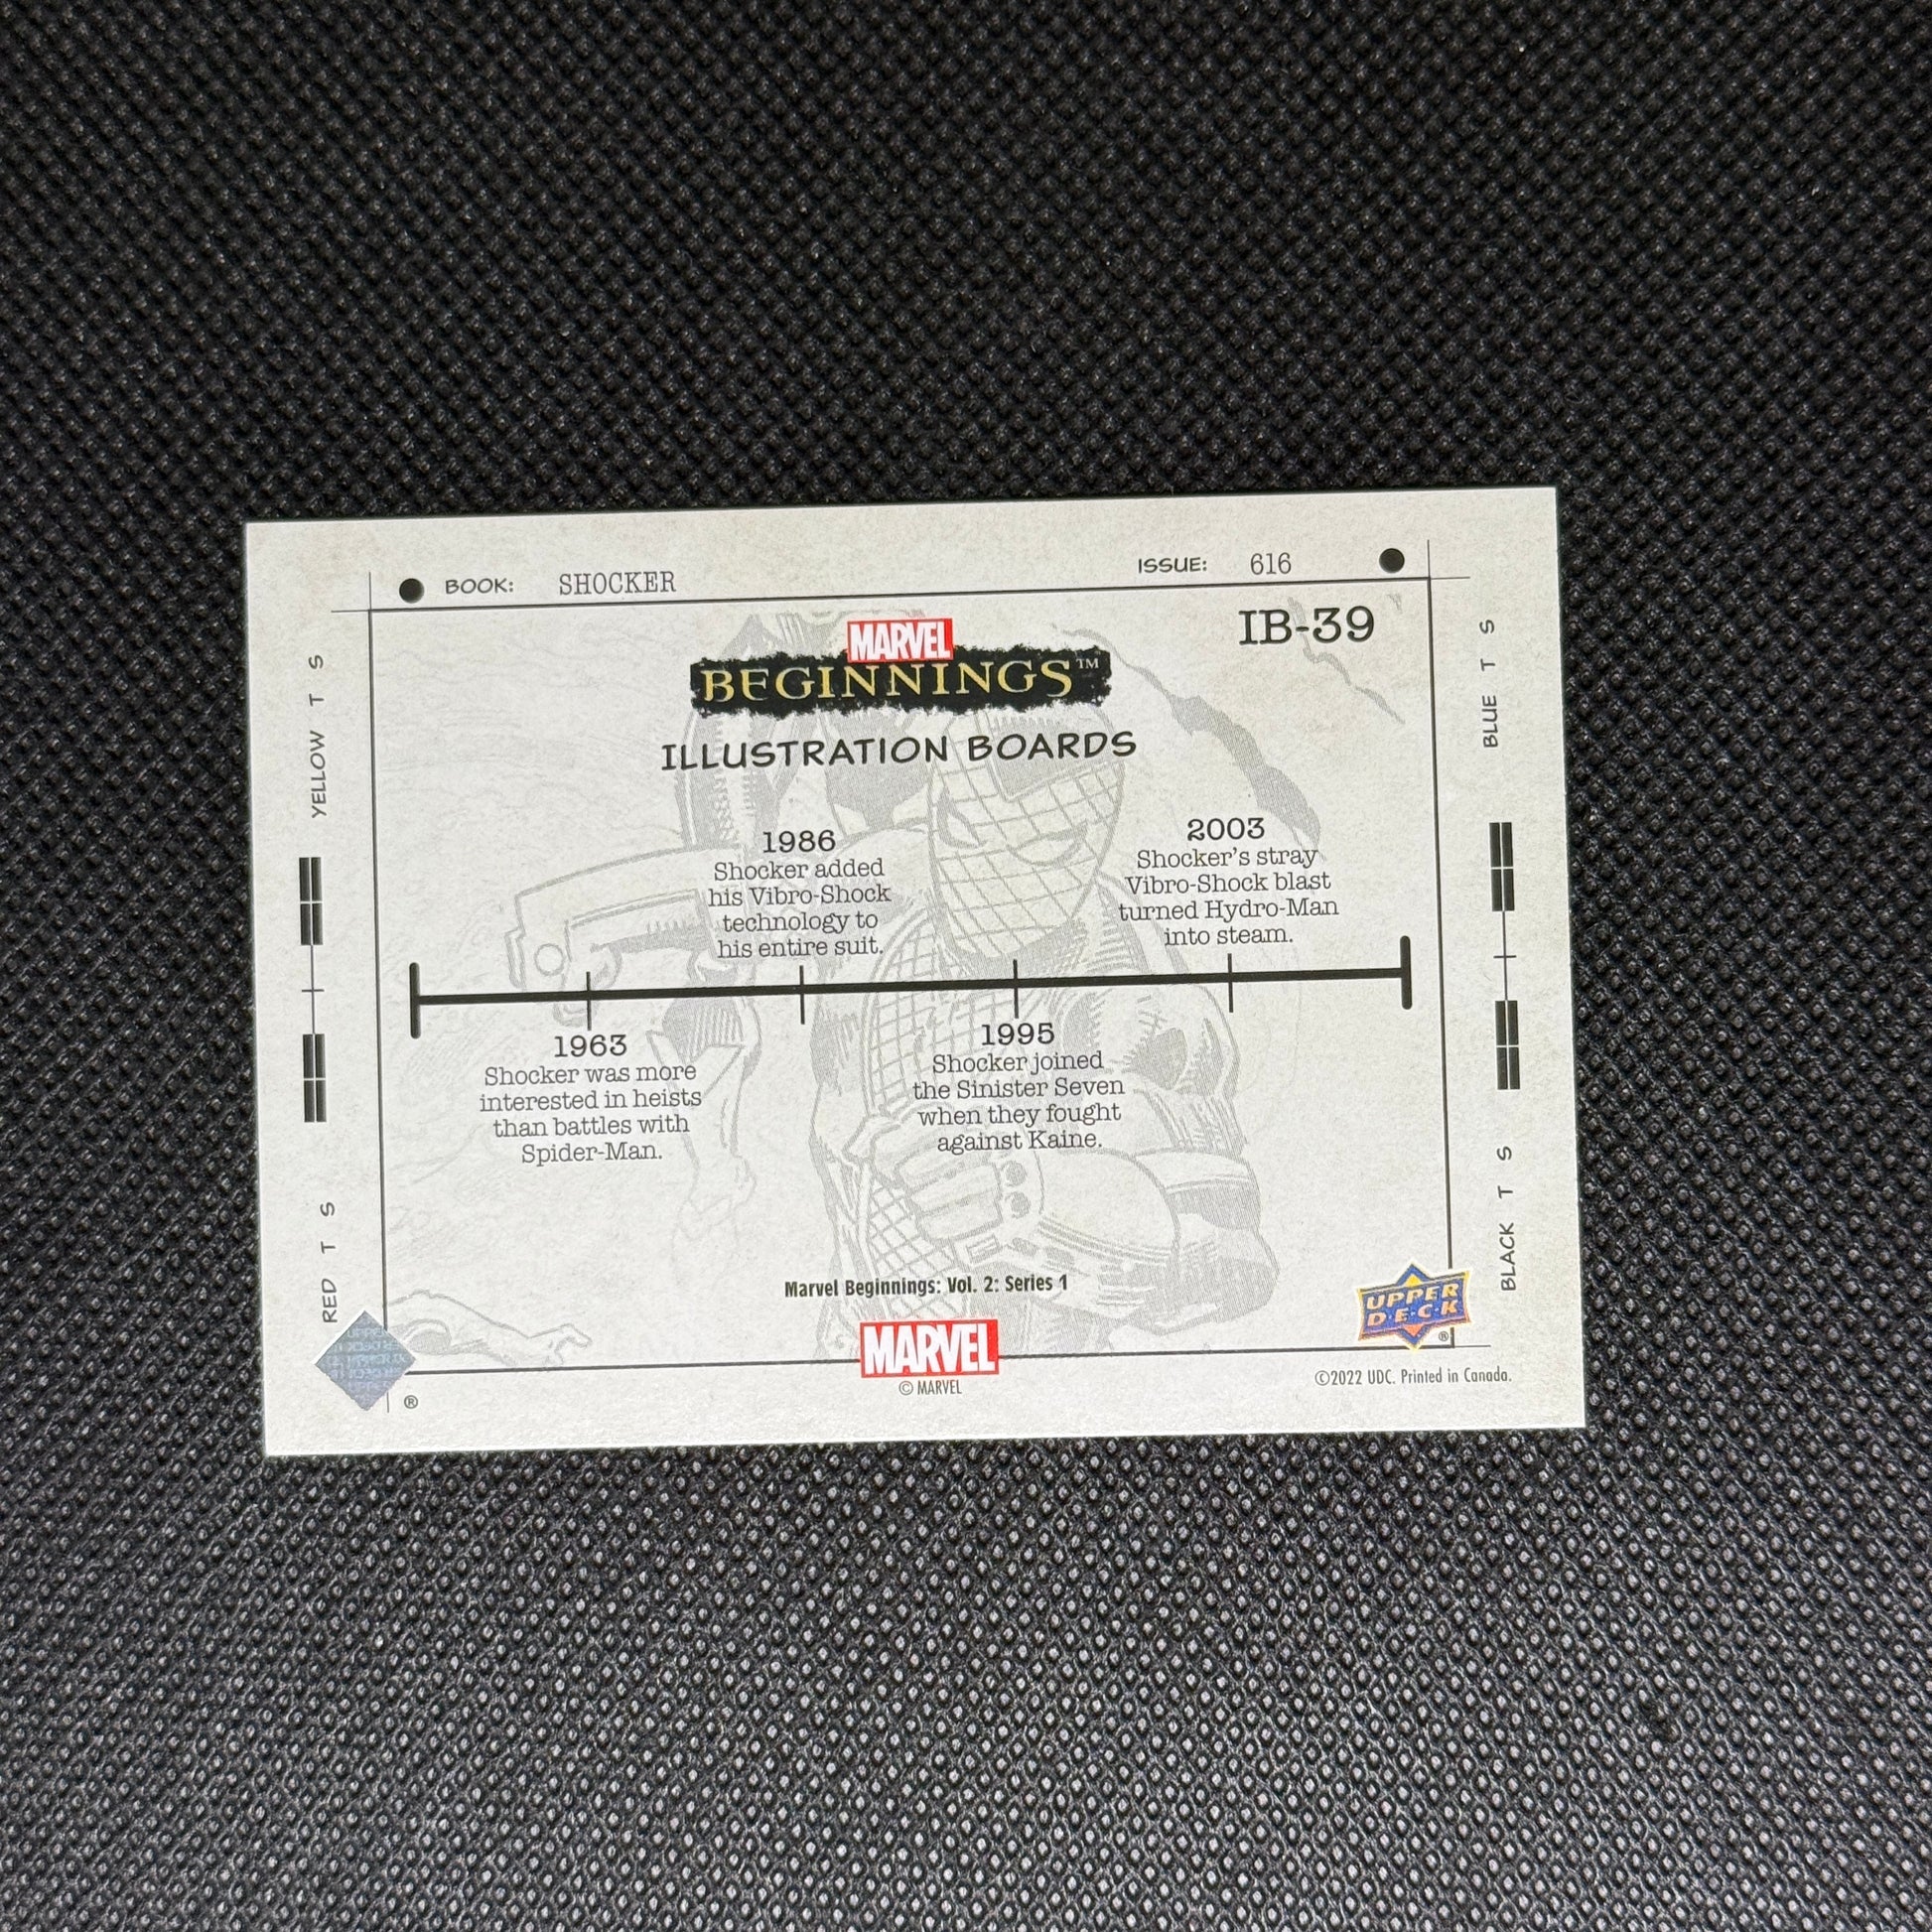 BOOK: SHOCKER
ISSUE: 616
IB-39
MARVEL
BEGINNINGS™
ILLUSTRATION BOARDS
YELLOW T S
RED T S
BLUE T S
BLACK T S
1986
Shocker added
his Vibro-Shock
technology to
his entire suit.
2003
Shocker's stray
Vibro-Shock blast
turned Hydro-Man
into steam.
1963
Shocker was more
interested in heists
than battles with
Spider-Man.
1995
Shocker joined
the Sinister Seven
when they fought
against Kaine.
Marvel Beginnings: Vol. 2: Series 1
MARVEL
© MARVEL
UPPER
D·E·C·K
®
©2022 UDC. Printed in Canada.
®